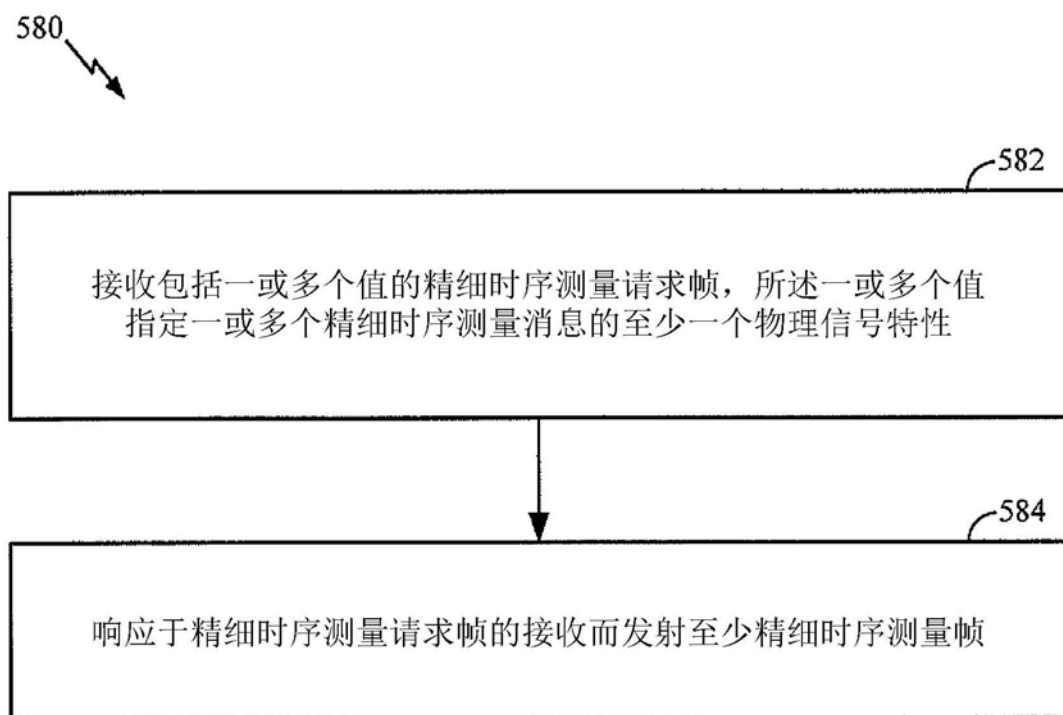 580
582
接收包括一或多个值的精细时序测量请求帧，所述一或多个值
指定一或多个精细时序测量消息的至少一个物理信号特性
584
响应于精细时序测量请求帧的接收而发射至少精细时序测量帧